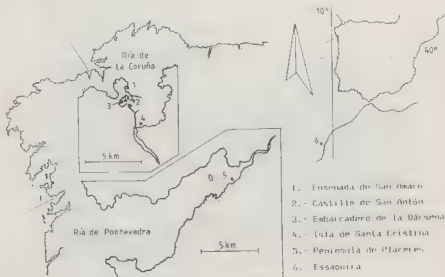 Ría de
La Coruña
1
2
3
4
5 km
10°
40°
6
5
Ría de Pontevedra
5 km
1. Ensenada de San Amaro
2.- Castillo de San Antón
3.- Embarcadero de la Dársena
4. Isla de Santa Cristina
5.- Península de Placeres
6. Essaouira